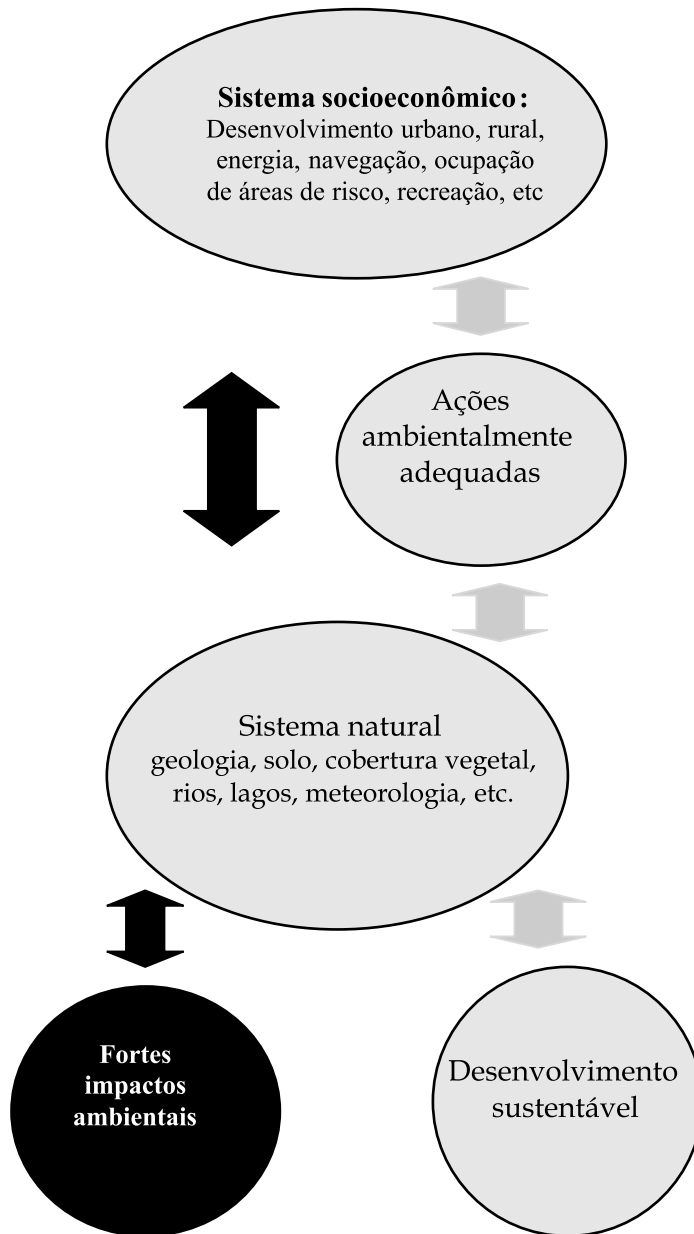 Sistema socioeconômico:
Desenvolvimento urbano, rural,
energia, navegação, ocupação
de áreas de risco, recreação, etc
Ações
ambientalmente
adequadas
Sistema natural
geologia, solo, cobertura vegetal,
rios, lagos, meteorologia, etc.
Fortes
impactos
ambientais
Desenvolvimento
sustentável